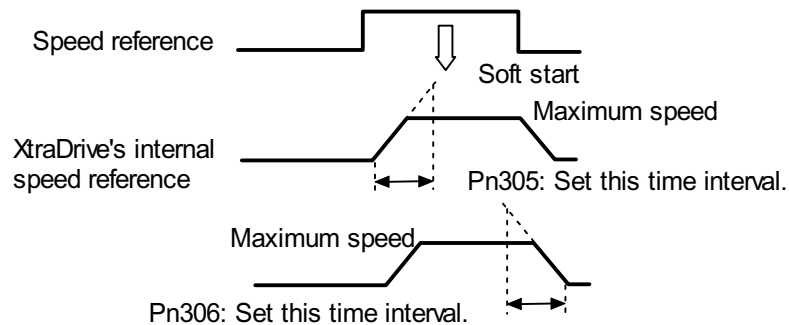 Speed reference
Soft start
Maximum speed
XtraDrive's internal
speed reference
Pn305: Set this time interval.
Maximum speed
Pn306: Set this time interval.